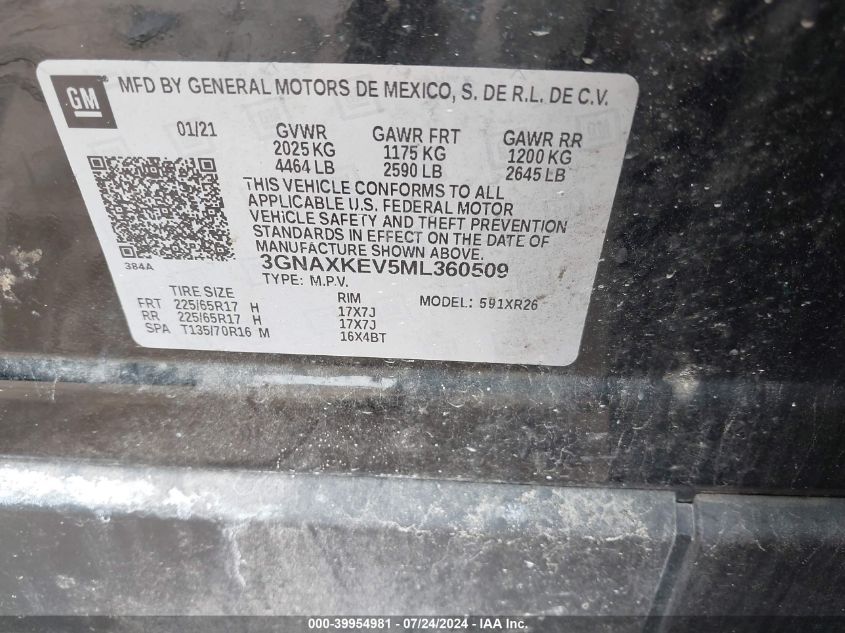 GM
MFD BY GENERAL MOTORS DE MEXICO, S. DE R.L. DE C.V.
01/21 GVWR GAWR FRT GAWR RR
2025 KG 1175 KG 1200 KG
4464 LB 2590 LB 2645 LB
THIS VEHICLE CONFORMS TO ALL
APPLICABLE U.S. FEDERAL MOTOR
VEHICLE SAFETY AND THEFT PREVENTION
STANDARDS IN EFFECT ON THE DATE OF
MANUFACTURE SHOWN ABOVE.
384A 3GNAXKEV5ML360509
TYPE: M.P.V. MODEL: 591XR26
TIRE SIZE RIM
FRT 225/65R17 H 17X7J
RR 225/65R17 H 17X7J
SPA T135/70R16 M 16X4BT
000-39954981 - 07/24/2024 - IAA Inc.